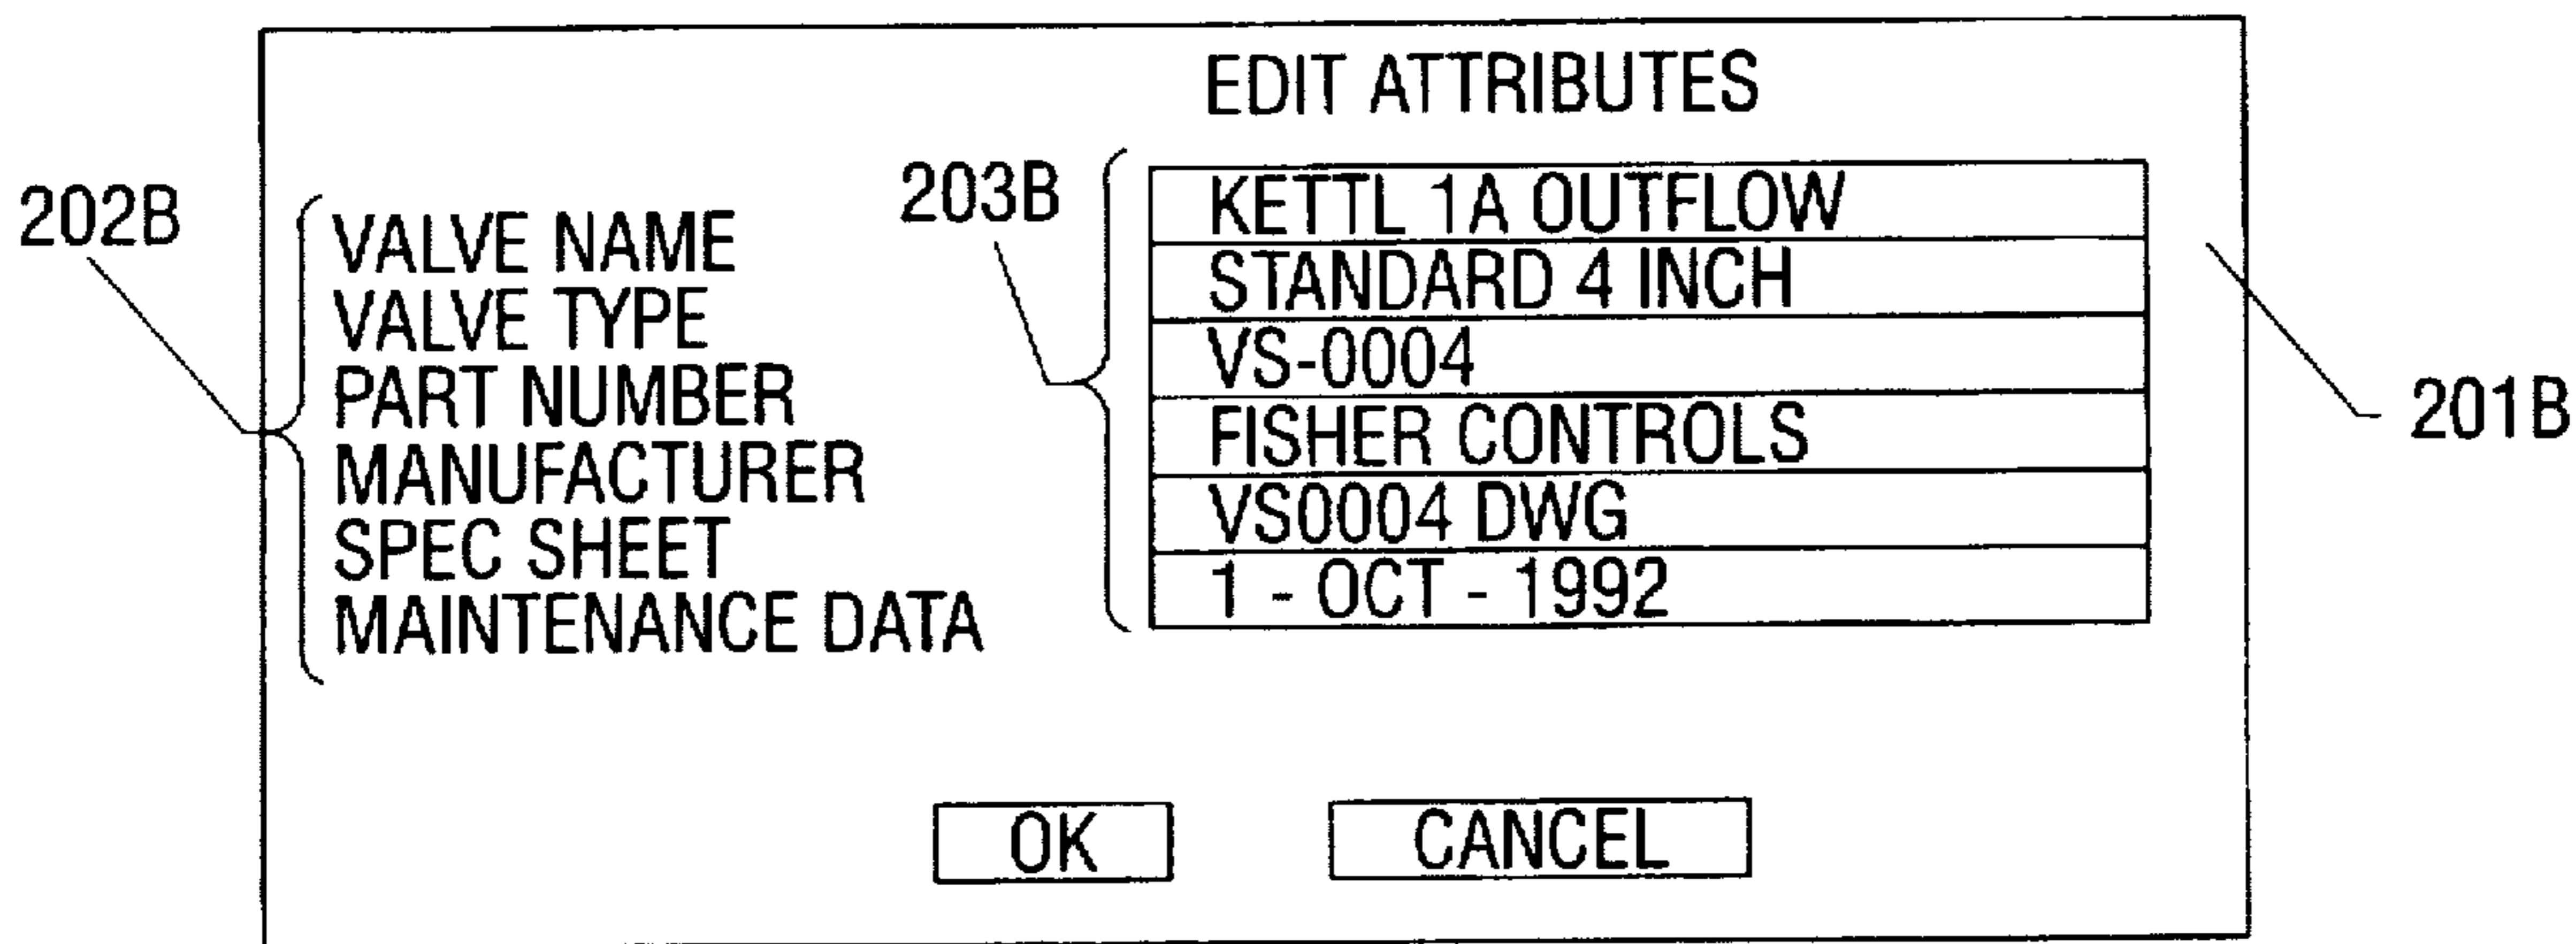 EDIT ATTRIBUTES
202B
203B
201B
VALVE NAME KETTL 1A OUTFLOW
VALVE TYPE STANDARD 4 INCH
PART NUMBER VS-0004
MANUFACTURER FISHER CONTROLS
SPEC SHEET VS0004 DWG
MAINTENANCE DATA 1 - OCT - 1992
OK CANCEL